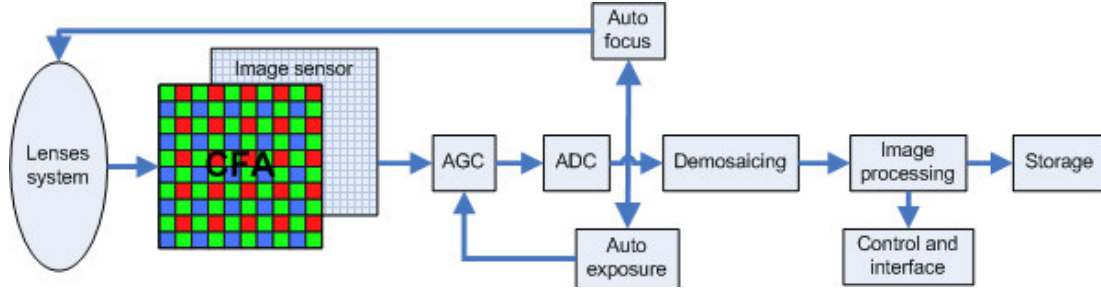 Auto
focus
Image sensor
Lenses
system
CFA
AGC
ADC
Demosaicing
Image
processing
Storage
Auto
exposure
Control and
interface